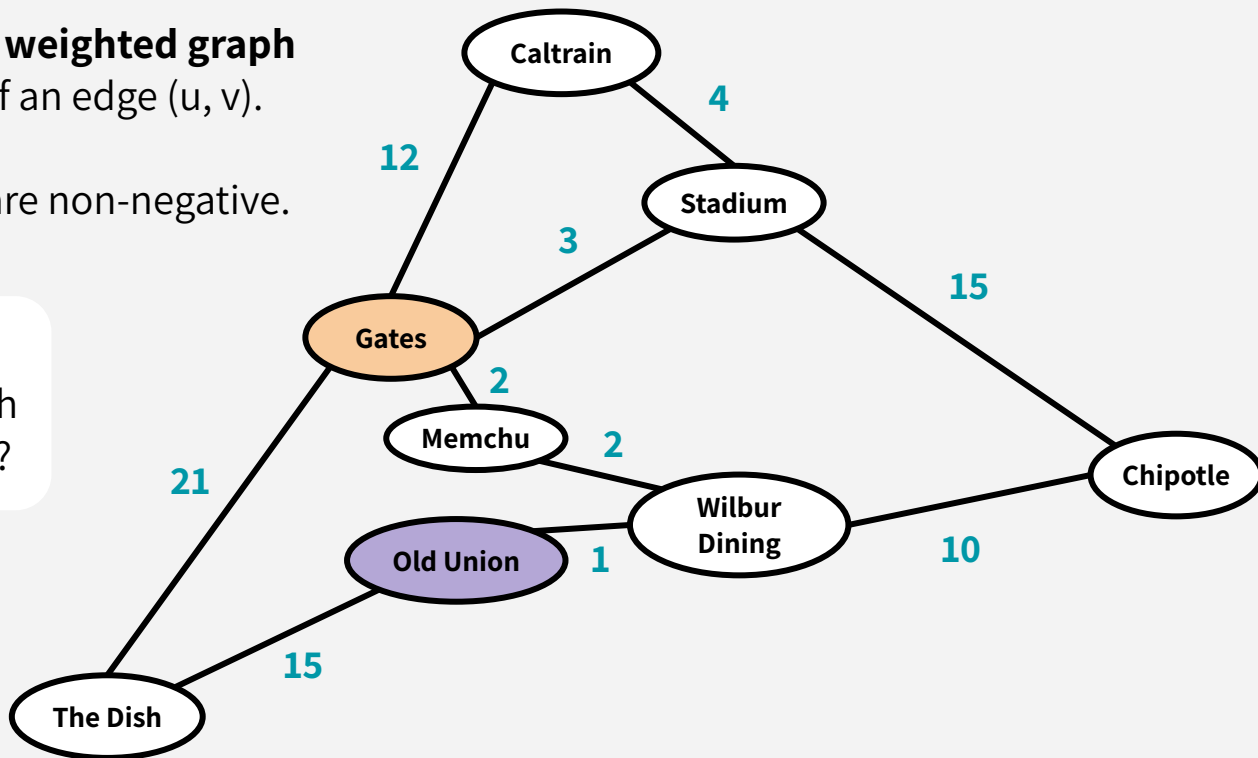 weighted graph
f an edge (u, v).
are non-negative.
h
?
Caltrain
4
12
Stadium
3
15
Gates
2
Memchu
2
21
Chipotle
Wilbur
Dining
Old Union
1
10
15
The Dish